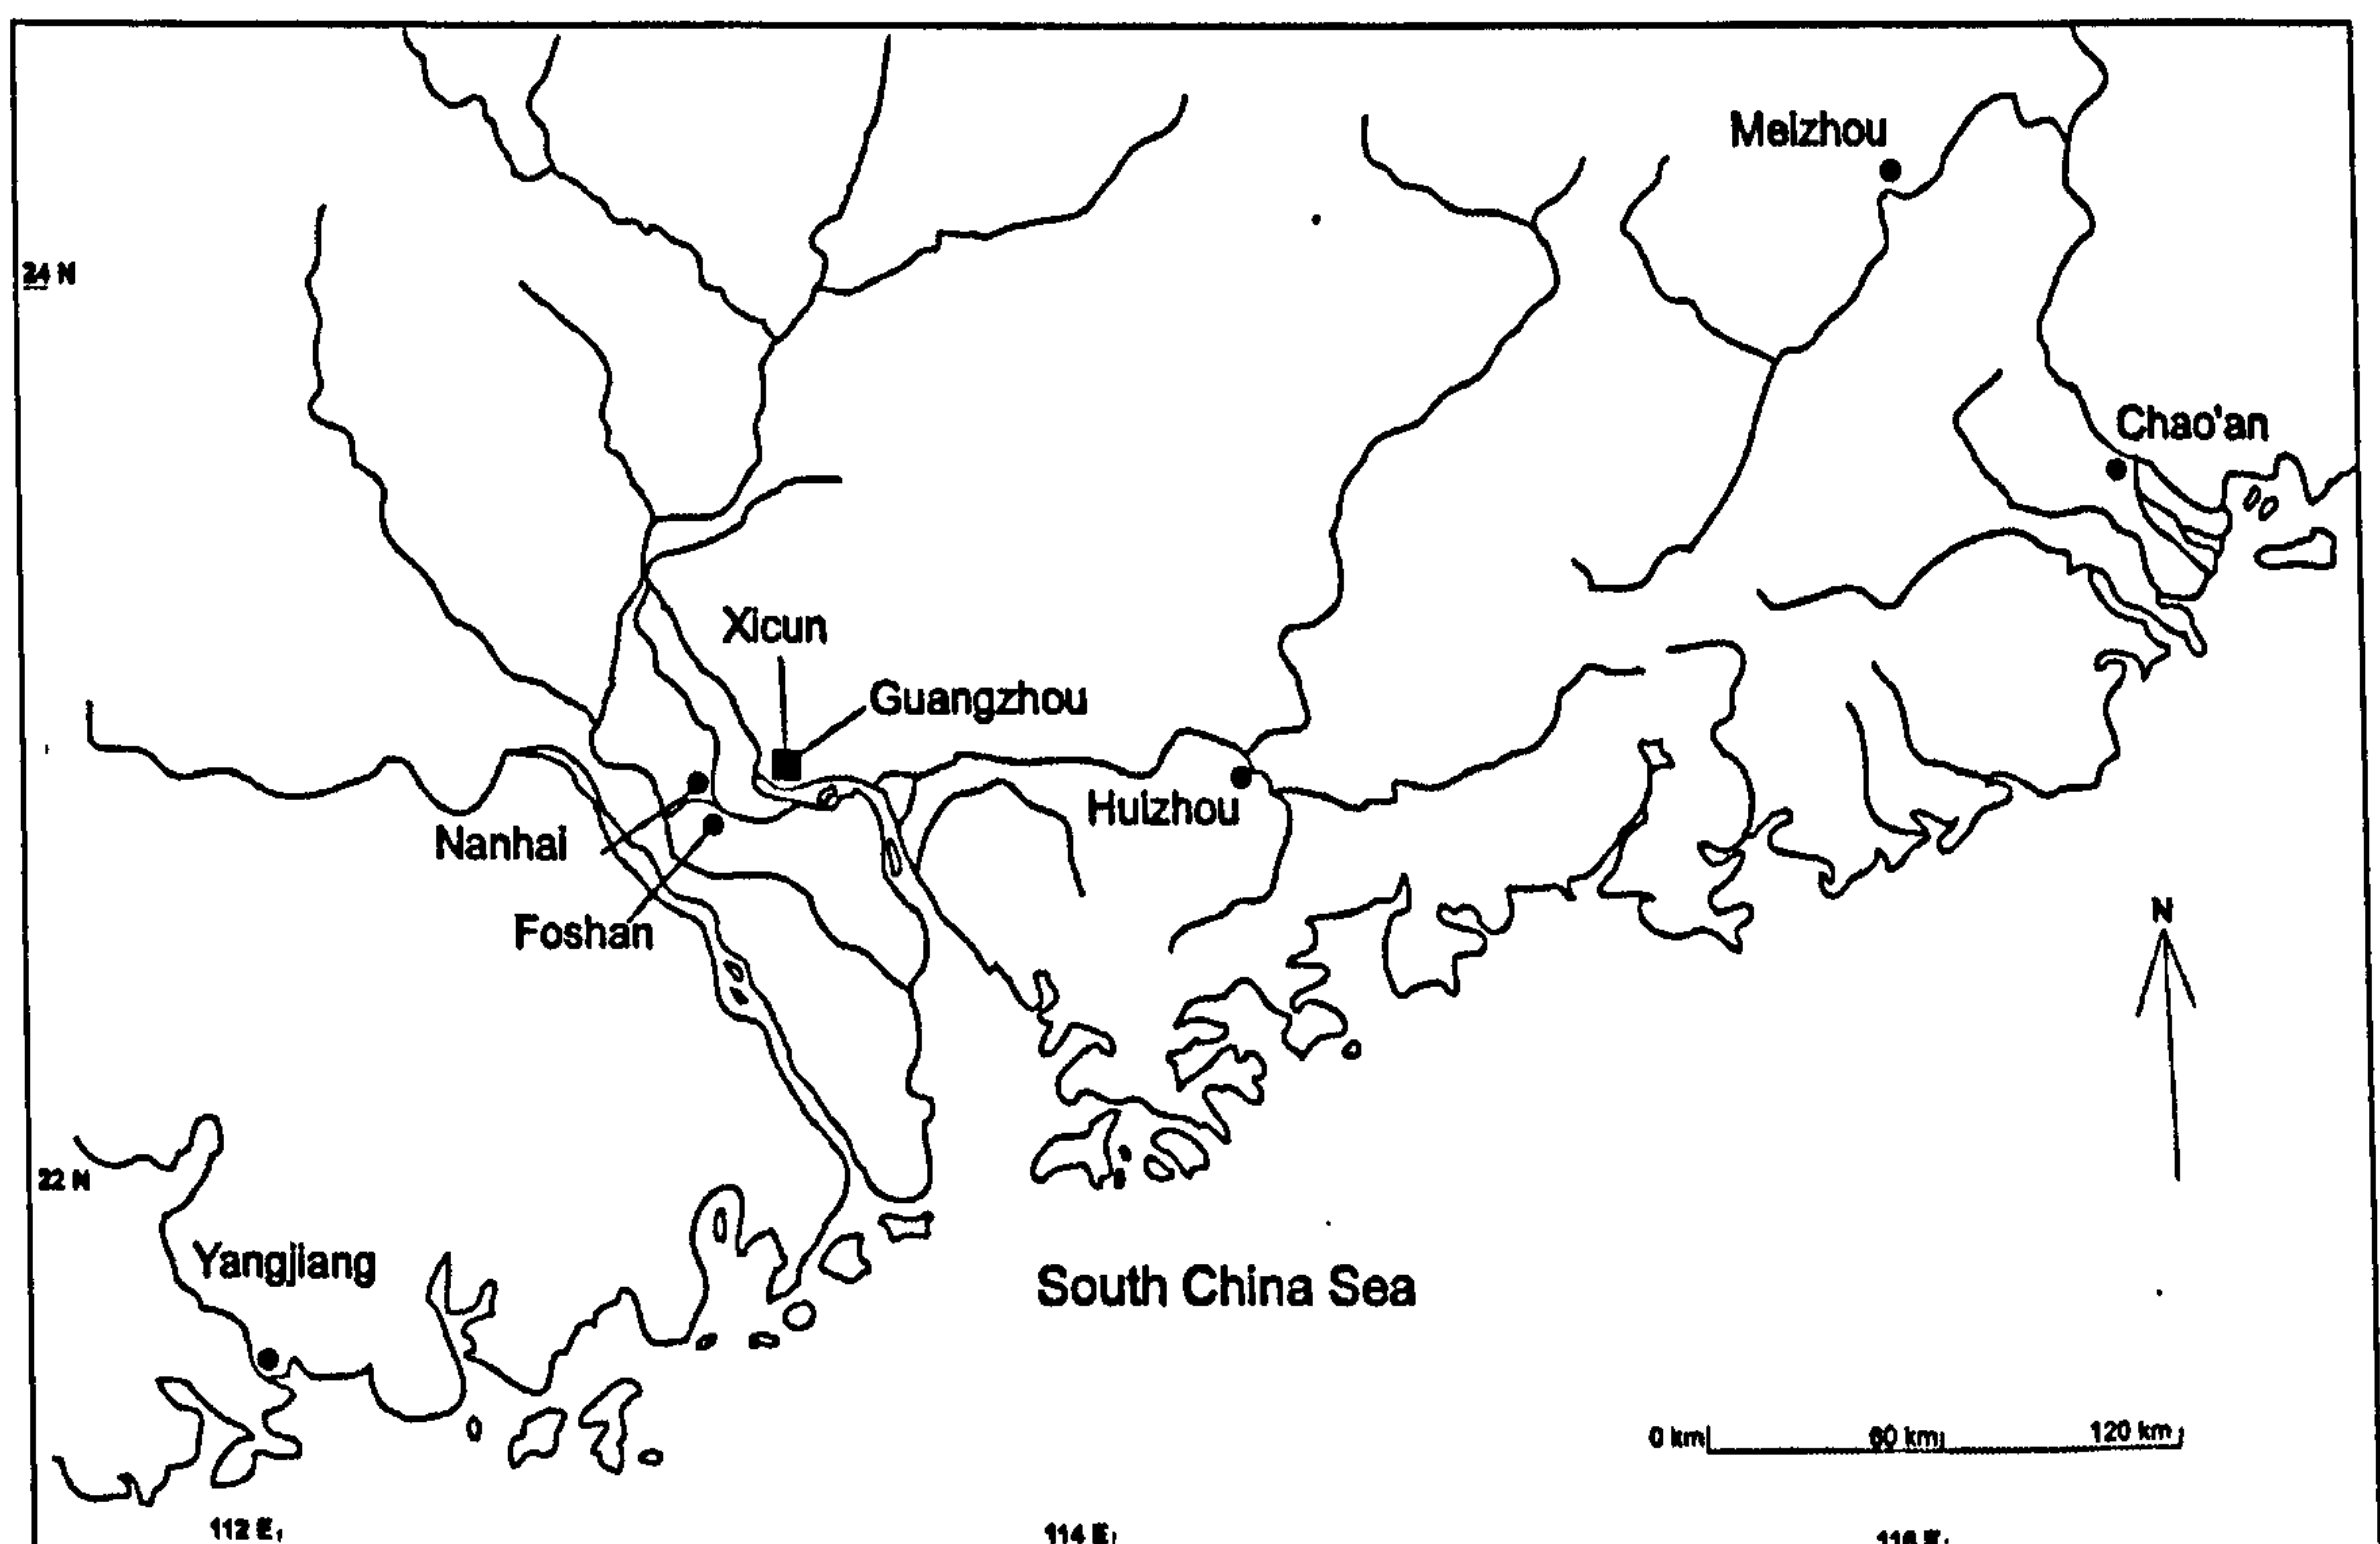 Meizhou
24 N
Chao'an
Xicun
Guangzhou
Huizhou
Nanhai
Foshan
N
22 N
Yangjiang
South China Sea
0 km 60 km 120 km
112 E 114 E 116 E